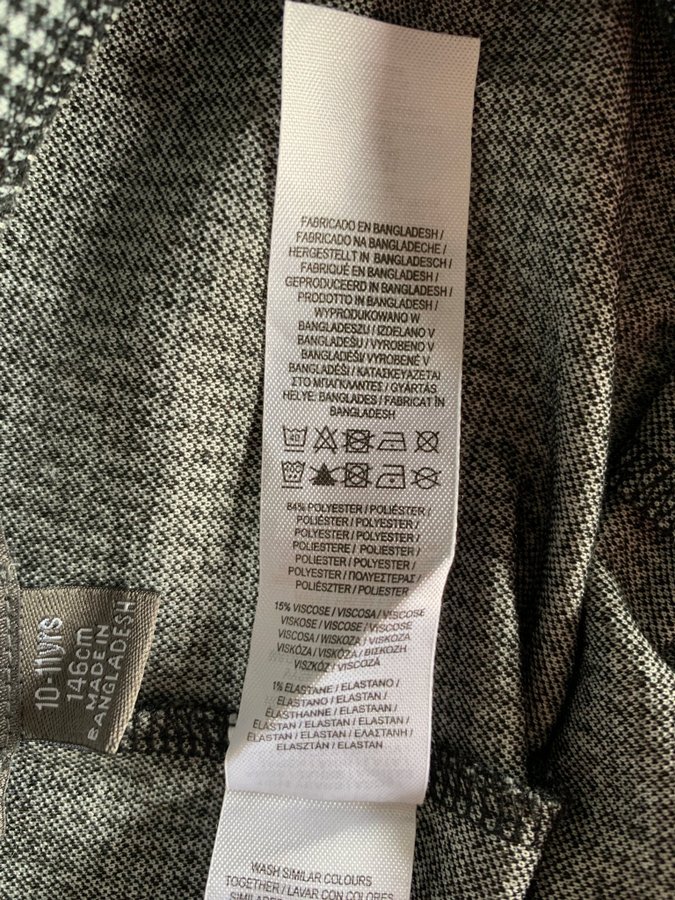 FABRICADO EN BANGLADESH /
FABRICADO NA BANGLADECHE /
HERGESTELLT IN BANGLADESCH /
FABRIQUÉ EN BANGLADESH /
GEPRODUCEERD IN BANGLADESH /
PRODOTTO IN BANGLADESH /
WYPRODUKOWANO W
BANGLADESZU / IZDELANO V
BANGLADEŠU / VYROBENO V
BANGLADÉŠI / VYROBENÉ V
BANGLADÉŠI / ΚΑΤΑΣΚΕΥΑΖΕΤΑΙ
ΣΤΟ ΜΠΑΓΚΛΑΝΤΕΣ / GYÁRTÁS
HELYE: BANGLADES / FABRICAT ÎN
BANGLADESH
40
84% POLYESTER / POLIÉSTER /
POLIÉSTER / POLYESTER /
POLYESTER / POLYESTER /
POLIESTERE / POLIESTER /
POLYESTER / POLYESTER /
POLYESTER / ΠΟΛΥΕΣΤΕΡΑΣ /
POLIÉSZTER / POLIESTER
15% VISCOSE / VISCOSA / VISCOSE
VISKOSE / VISCOSE / VISCOSE
VISCOSA / WISKOZA / VISKOZA
VISKÓZA / VISKÓZA / ΒΙΣΚΟΖΗ
VISZKÓZ / VISCOZĂ
1% ELASTANE / ELASTANO /
ELASTANO / ELASTAN /
ÉLASTHANNE / ELASTAAN /
ELASTAN / ELASTAN / ELASTAN /
ELASTAN / ELASTAN / ΕΛΑΣΤΑΝΗ /
ELASZTÁN / ELASTAN
WASH SIMILAR COLOURS
TOGETHER / LAVAR CON COLORES
10-11yrs
146cm
MADE IN
BANGLADESH